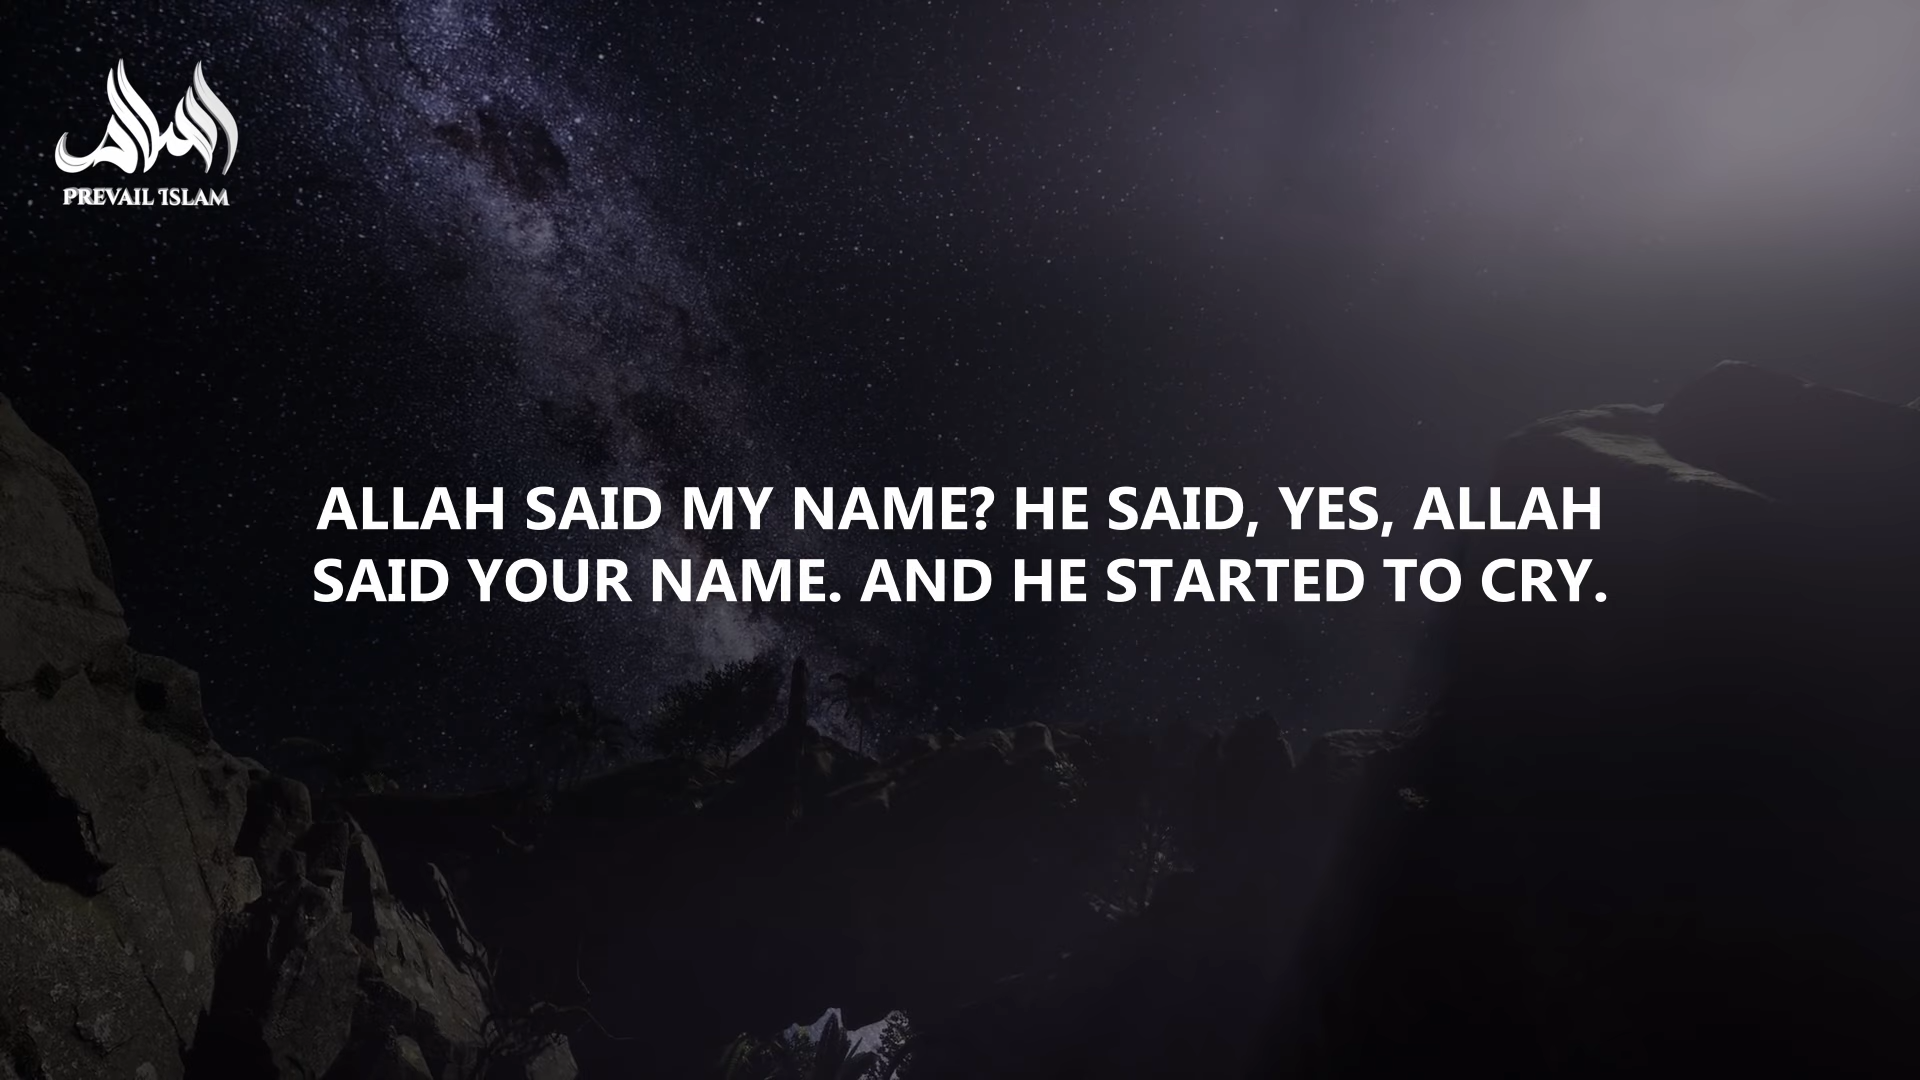 PREVAIL ISLAM
ALLAH SAID MY NAME? HE SAID, YES, ALLAH
SAID YOUR NAME. AND HE STARTED TO CRY.